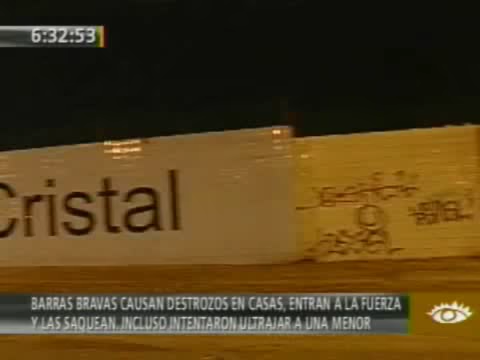 6:32:53
Cristal
BARRAS BRAVAS CAUSAN DESTROZOS EN CASAS, ENTRAN A LA FUERZA
Y LAS SAQUEAN. INCLUSO INTENTARON ULTRAJAR A UNA MENOR